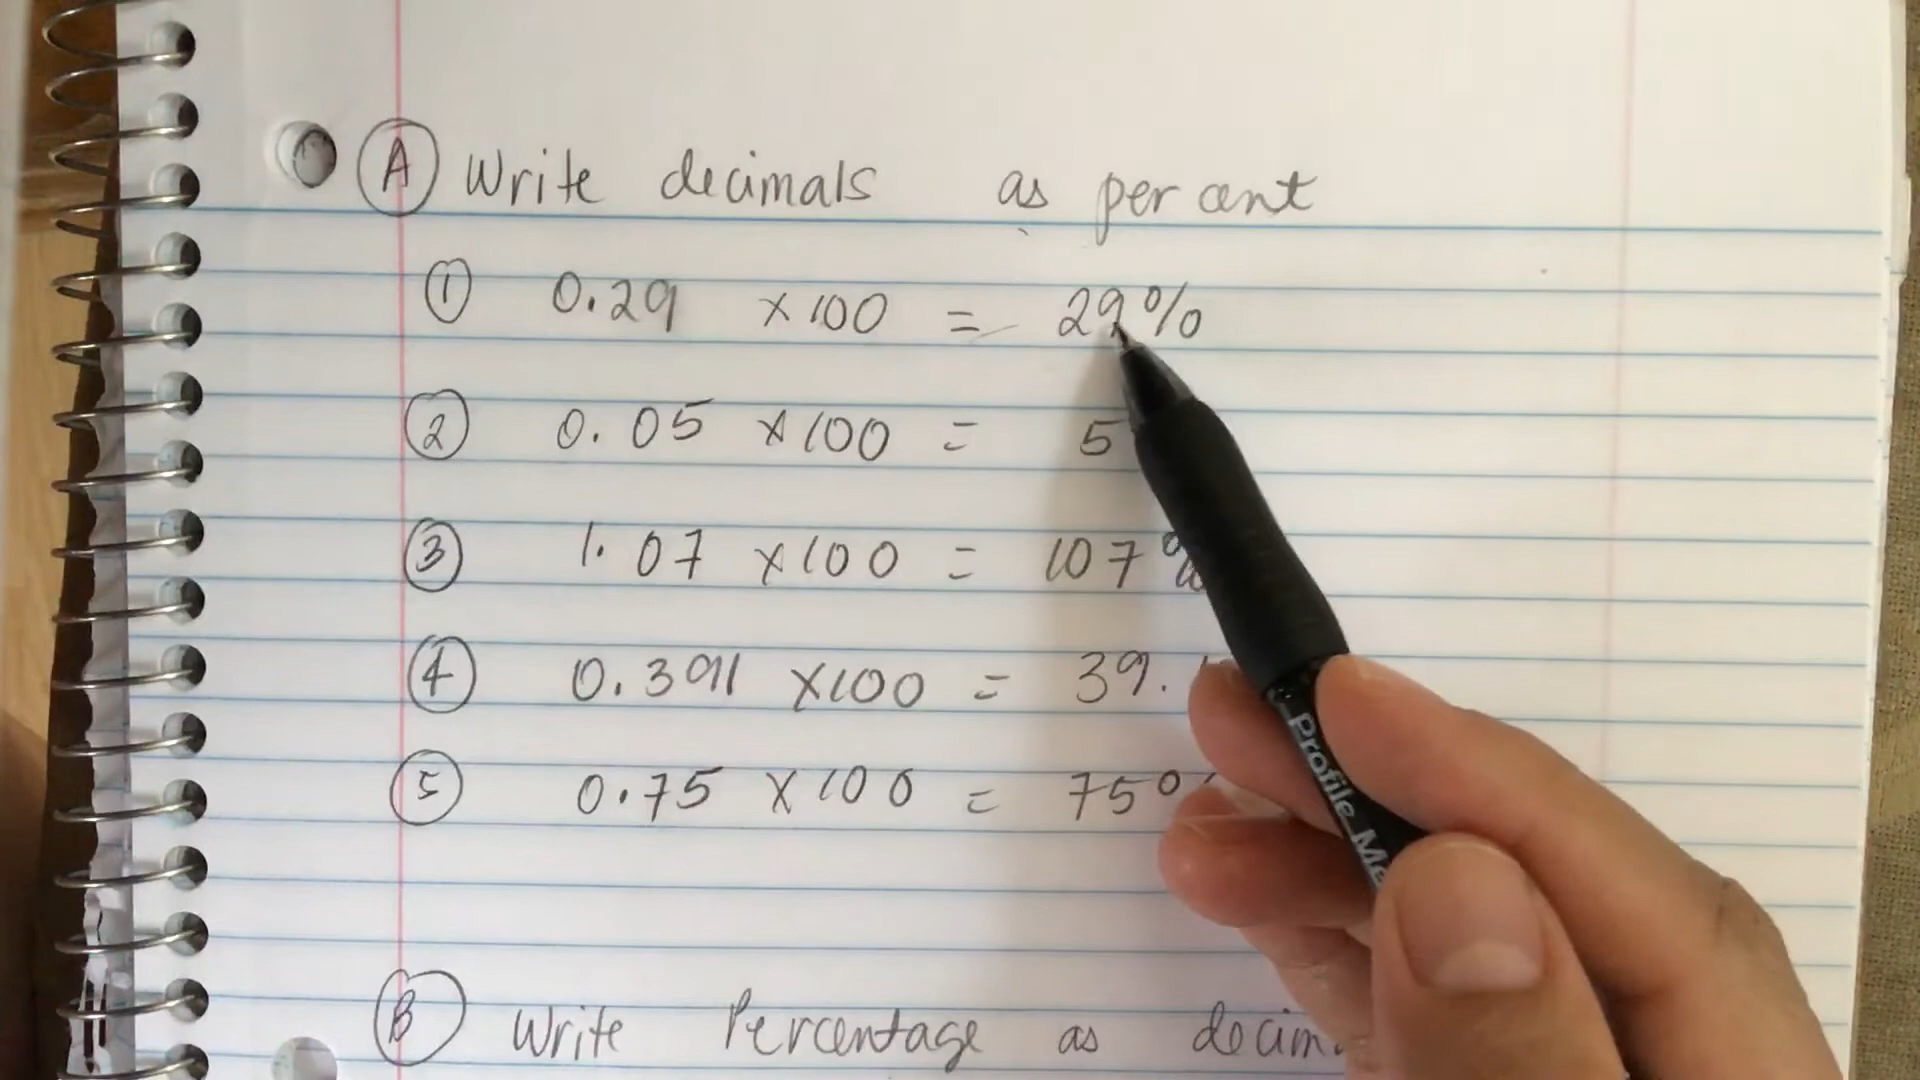 A Write decimals as percent
1 0.29 ×100 = 29%
2 0.05 ×100 = 5
3 1.07 ×100 = 107%
4 0.391 ×100 = 39.
5 0.75 ×100 = 75%
B Write Percentage as
Profile